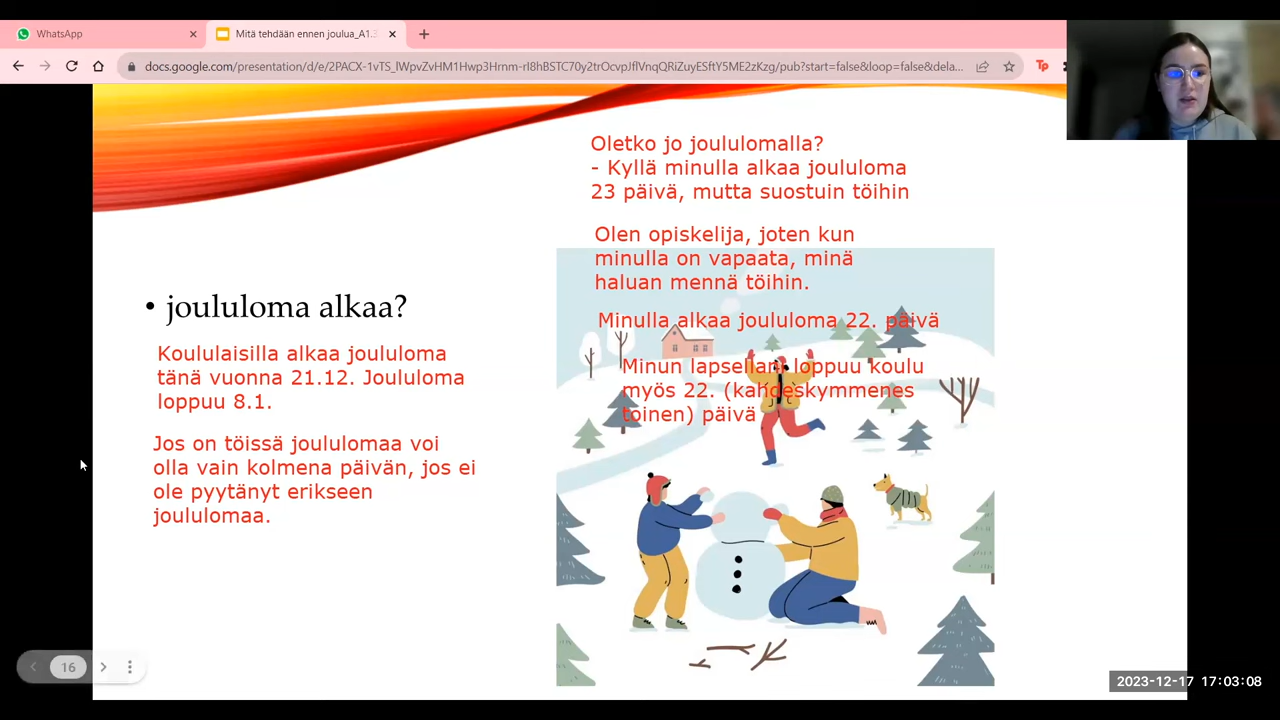 WhatsApp
Mitä tehdään ennen joulua_A1.3
docs.google.com/presentation/d/e/2PACX-1vTS_lWpvZvHM1Hwp3Hrnm-rl8hBSTC70y2trOcvpJflVnqQRiZuyESftY5ME2zKzg/pub?start=false&loop=false&dela...
Oletko jo joululomalla?
- Kyllä minulla alkaa joululoma
23 päivä, mutta suostuin töihin
Olen opiskelija, joten kun
minulla on vapaata, minä
haluan mennä töihin.
Minulla alkaa joululoma 22. päivä
Minun lapsellani loppuu koulu
myös 22. (kahdeskymmenes
toinen) päivä
• joululoma alkaa?
Koululaisilla alkaa joululoma
tänä vuonna 21.12. Joululoma
loppuu 8.1.
Jos on töissä joululomaa voi
olla vain kolmena päivän, jos ei
ole pyytänyt erikseen
joululomaa.
16
2023-12-17 17:03:08